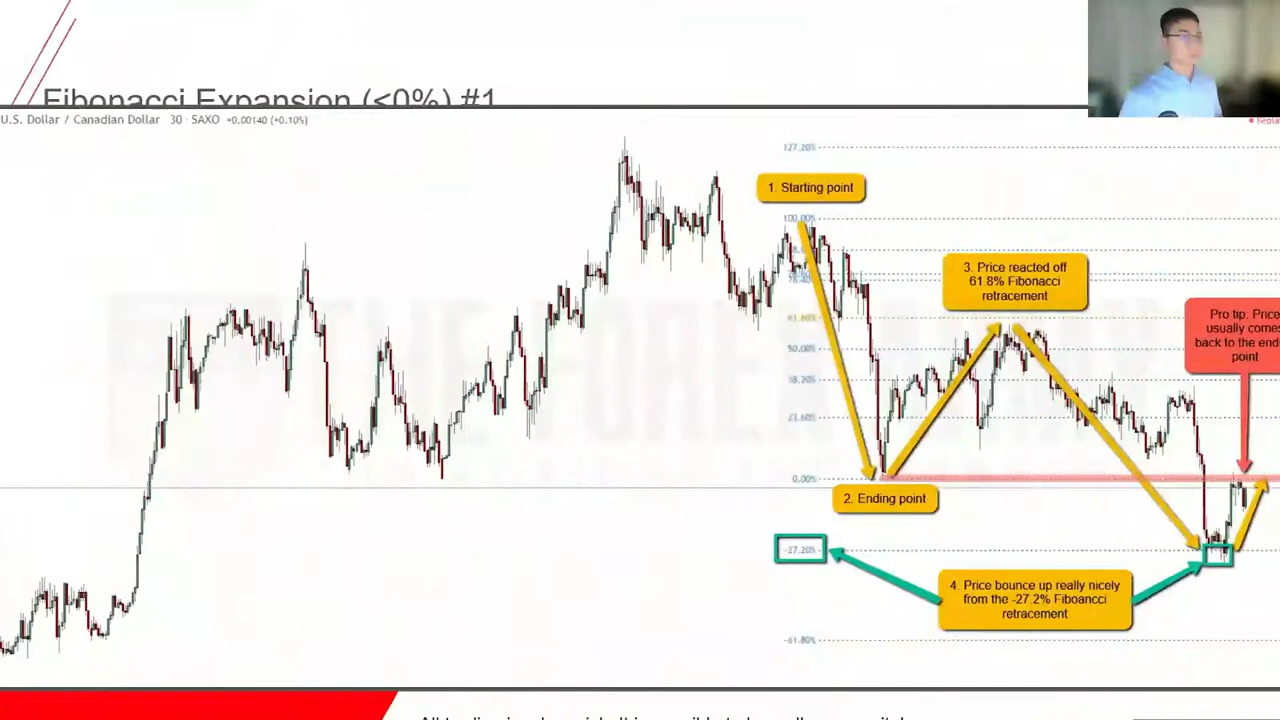 Fibonacci Expansion (<0%) #1
U.S. Dollar / Canadian Dollar 30 · SAXO +0.00140 (+0.10%)
127.20%
1. Starting point
100.00%
3. Price reacted off
61.8% Fibonacci
retracement
78.40%
61.80%
Pro tip: Price
usually comes
back to the end
point
50.00%
38.20%
23.60%
0.00%
2. Ending point
-27.20%
4. Price bounce up really nicely
from the -27.2% Fiboancci
retracement
-61.80%